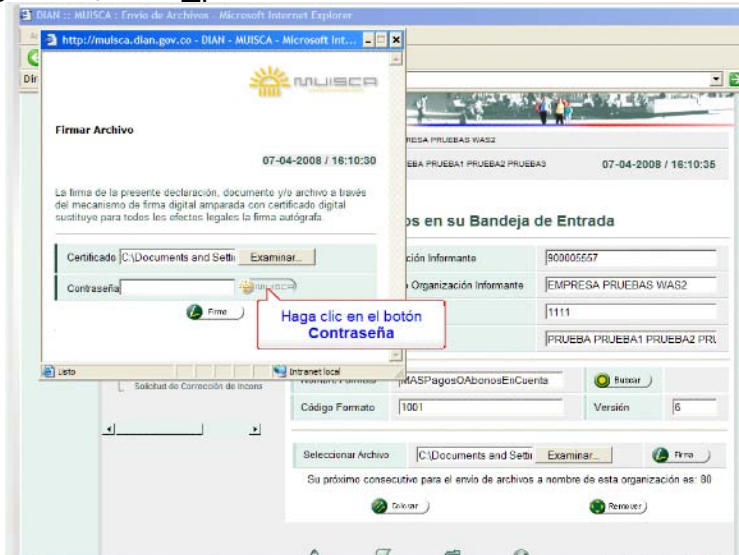 DIAN :: MUISCA : Envio de Archivos - Microsoft Internet Explorer
http://muisca.dian.gov.co - DIAN - MUISCA - Microsoft Int...
Dir
MUISCA
Firmar Archivo
07-04-2008 / 16:10:30
La firma de la presente declaración, documento y/o archivo a través
del mecanismo de firma digital amparada con certificado digital
sustituye para todos los efectos legales la firma autógrafa.
Certificado C:\Documents and Settin Examinar...
Contraseña MUISCA
Firma
Haga clic en el botón
Contraseña
Listo Intranet local
RESA PRUEBAS WAS2
EBA PRUEBA1 PRUEBA2 PRUEBA3 07-04-2008 / 16:10:35
os en su Bandeja de Entrada
ción Informante 900005557
Organización Informante EMPRESA PRUEBAS WAS2
1111
PRUEBA PRUEBA1 PRUEBA2 PRU
Solicitud de Corrección de Incons
Nombre Formato MASPagosOAbonosEnCuenta Buscar
Código Formato 1001 Versión 6
Seleccionar Archivo C:\Documents and Settin Examinar... Firma
Su próximo consecutivo para el envío de archivos a nombre de esta organización es: 80
Colocar Remover